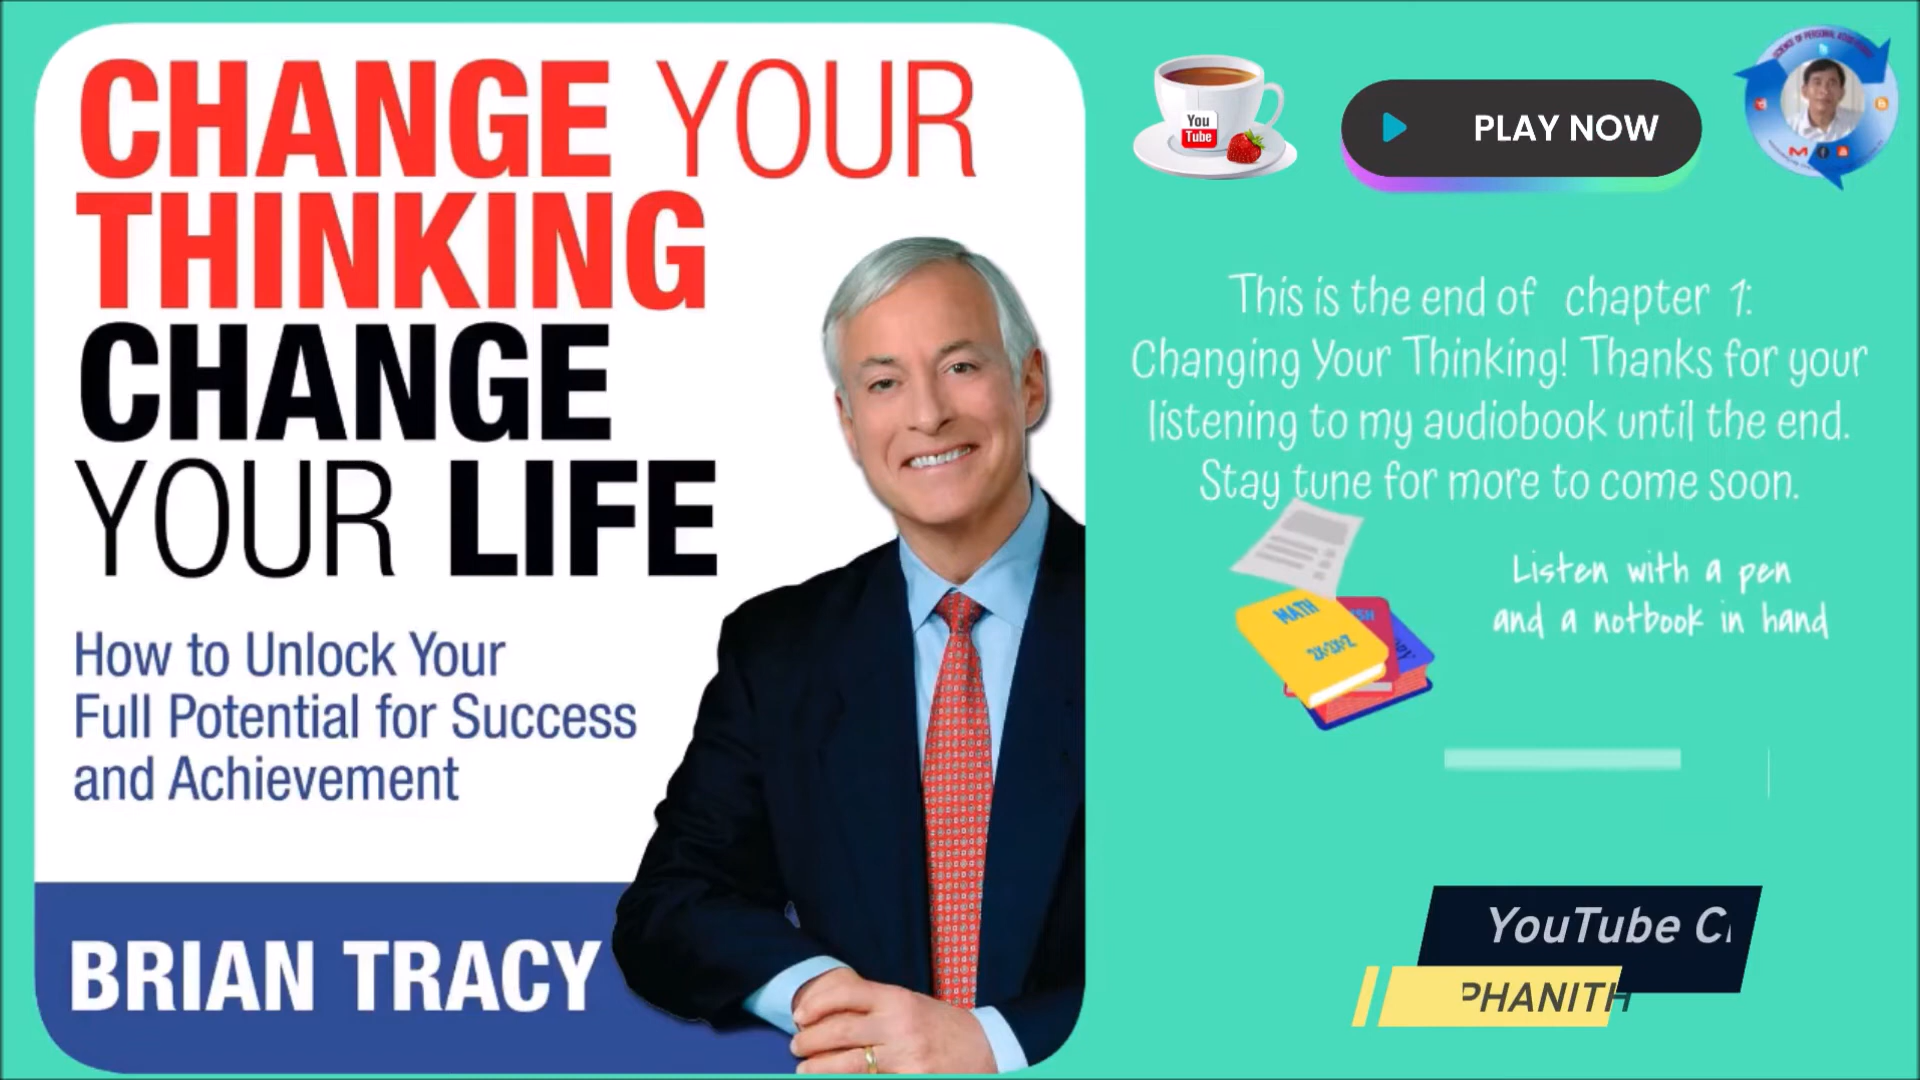 CHANGE YOUR
THINKING
CHANGE
YOUR LIFE
How to Unlock Your
Full Potential for Success
and Achievement
BRIAN TRACY
You
Tube
PLAY NOW
This is the end of chapter 1:
Changing Your Thinking! Thanks for your
listening to my audiobook until the end.
Stay tune for more to come soon.
MATH
Listen with a pen
and a notbook in hand
YouTube
PHANITH